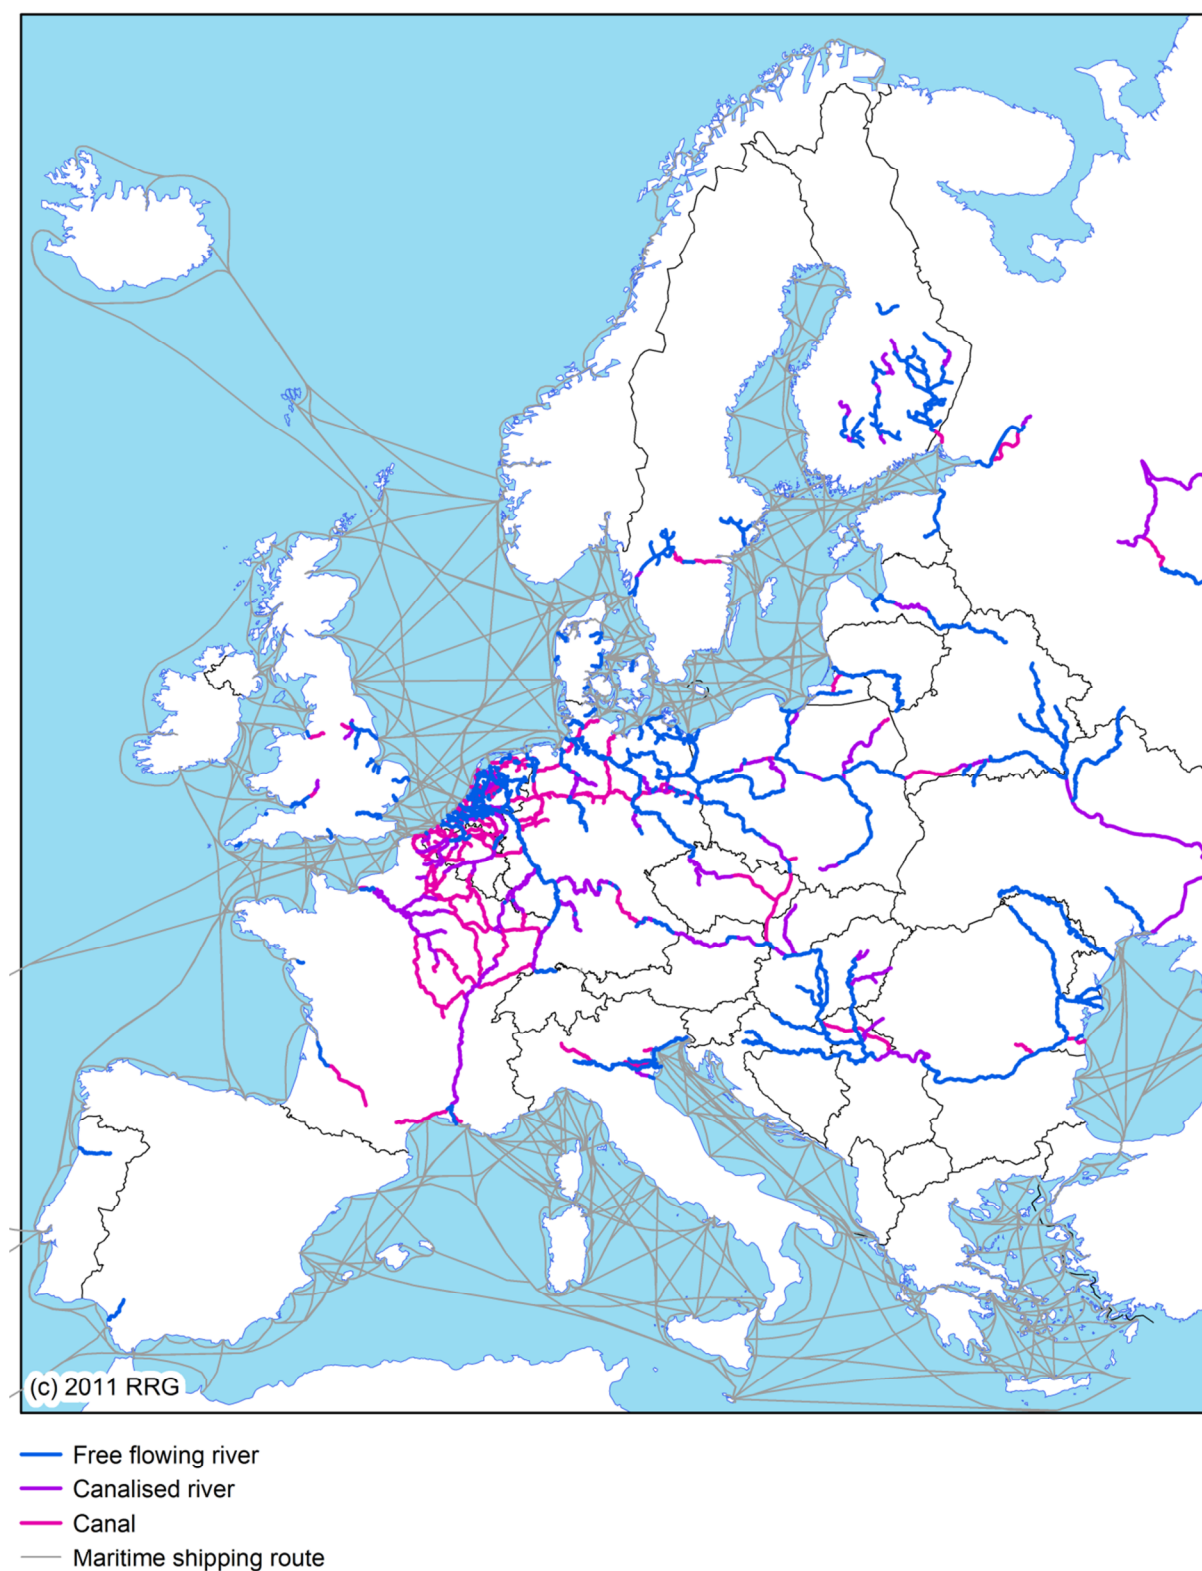 (c) 2011 RRG
Free flowing river
Canalised river
Canal
Maritime shipping route